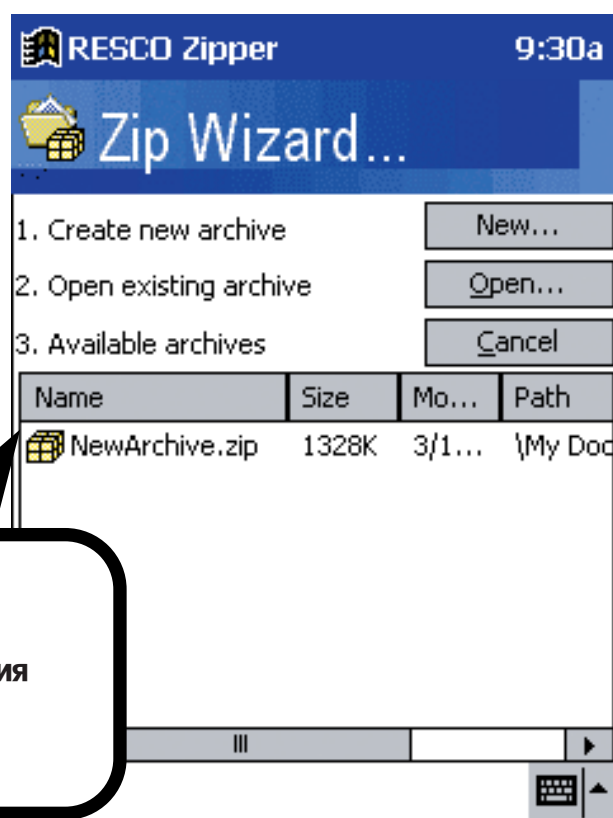 RESCO Zipper 9:30a
Zip Wizard...
1. Create new archive New...
2. Open existing archive Open...
3. Available archives Cancel
Name Size Mo... Path
NewArchive.zip 1328K 3/1... \My Doc
ия